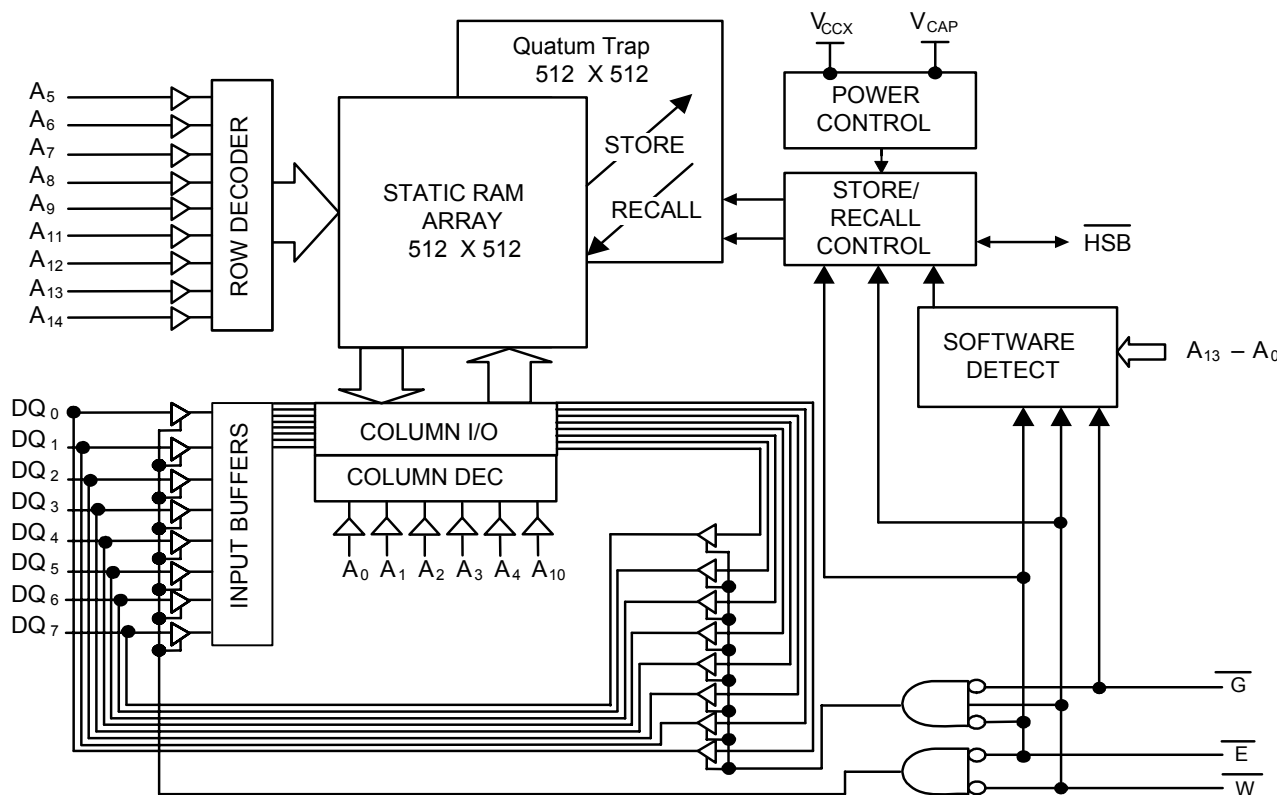 V_CCX
V_CAP
Quatum Trap
512 X 512
POWER
CONTROL
A5
A6
A7
A8
A9
A11
A12
A13
A14
ROW DECODER
STORE
RECALL
STATIC RAM
ARRAY
512 X 512
STORE/
RECALL
CONTROL
HSB
SOFTWARE
DETECT
A13 – A0
DQ0
DQ1
DQ2
DQ3
DQ4
DQ5
DQ6
DQ7
INPUT BUFFERS
COLUMN I/O
COLUMN DEC
A0 A1 A2 A3 A4 A10
G
E
W